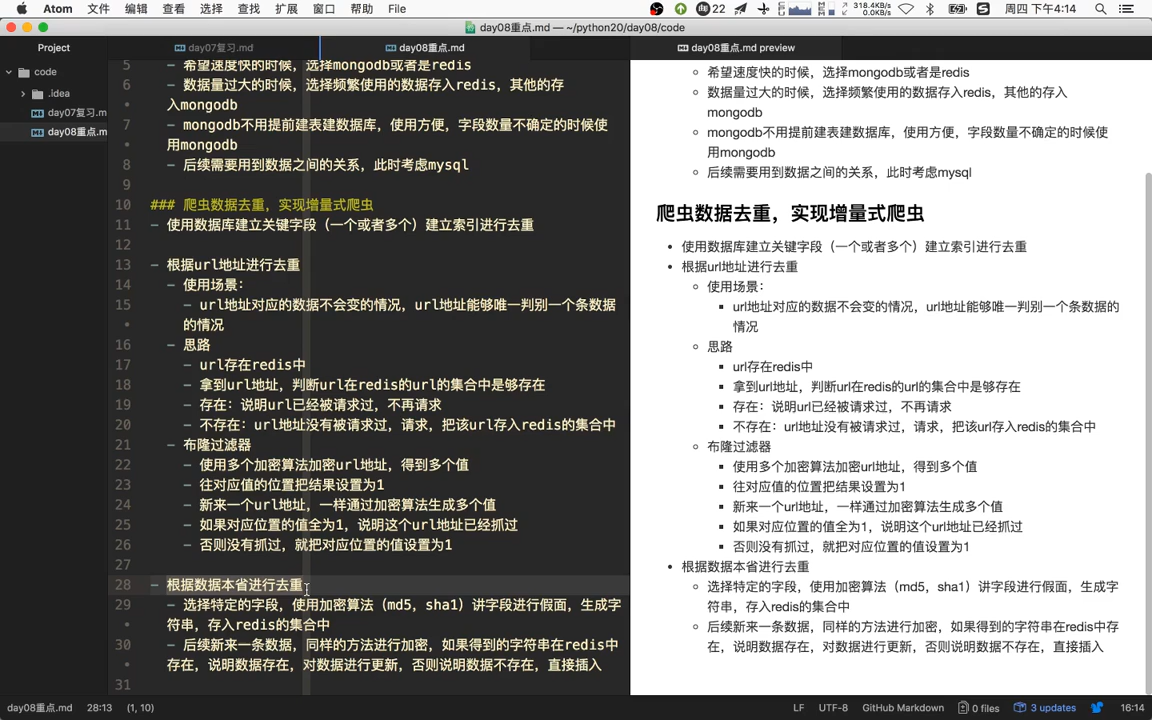 Atom 文件 编辑 查看 选择 查找 扩展 窗口 帮助 File 22 318.4KB/s 0.0KB/s 周四 下午4:14
day08重点.md — ~/python20/day08/code
Project
day07复习.md
day08重点.md
day08重点.md preview
code
.idea
day07复习.m
day08重点.m
5 - 希望速度快的时候，选择mongodb或者是redis
6 - 数据量过大的时候，选择频繁使用的数据存入redis，其他的存
• 入mongodb
7 - mongodb不用提前建表建数据库，使用方便，字段数量不确定的时候使
• 用mongodb
8 - 后续需要用到数据之间的关系，此时考虑mysql
9
10 ### 爬虫数据去重，实现增量式爬虫
11 - 使用数据库建立关键字段（一个或者多个）建立索引进行去重
12
13 - 根据url地址进行去重
14 - 使用场景：
15 - url地址对应的数据不会变的情况，url地址能够唯一判别一个条数据
• 的情况
16 - 思路
17 - url存在redis中
18 - 拿到url地址，判断url在redis的url的集合中是够存在
19 - 存在：说明url已经被请求过，不再请求
20 - 不存在：url地址没有被请求过，请求，把该url存入redis的集合中
21 - 布隆过滤器
22 - 使用多个加密算法加密url地址，得到多个值
23 - 往对应值的位置把结果设置为1
24 - 新来一个url地址，一样通过加密算法生成多个值
25 - 如果对应位置的值全为1，说明这个url地址已经抓过
26 - 否则没有抓过，就把对应位置的值设置为1
27
28 - 根据数据本省进行去重
29 - 选择特定的字段，使用加密算法（md5，sha1）讲字段进行假面，生成字
• 符串，存入redis的集合中
30 - 后续新来一条数据，同样的方法进行加密，如果得到的字符串在redis中
• 存在，说明数据存在，对数据进行更新，否则说明数据不存在，直接插入
31
希望速度快的时候，选择mongodb或者是redis
数据量过大的时候，选择频繁使用的数据存入redis，其他的存入
mongodb
mongodb不用提前建表建数据库，使用方便，字段数量不确定的时候使
用mongodb
后续需要用到数据之间的关系，此时考虑mysql
爬虫数据去重，实现增量式爬虫
使用数据库建立关键字段（一个或者多个）建立索引进行去重
根据url地址进行去重
使用场景：
url地址对应的数据不会变的情况，url地址能够唯一判别一个条数据的
情况
思路
url存在redis中
拿到url地址，判断url在redis的url的集合中是够存在
存在：说明url已经被请求过，不再请求
不存在：url地址没有被请求过，请求，把该url存入redis的集合中
布隆过滤器
使用多个加密算法加密url地址，得到多个值
往对应值的位置把结果设置为1
新来一个url地址，一样通过加密算法生成多个值
如果对应位置的值全为1，说明这个url地址已经抓过
否则没有抓过，就把对应位置的值设置为1
根据数据本省进行去重
选择特定的字段，使用加密算法（md5，sha1）讲字段进行假面，生成字
符串，存入redis的集合中
后续新来一条数据，同样的方法进行加密，如果得到的字符串在redis中存
在，说明数据存在，对数据进行更新，否则说明数据不存在，直接插入
day08重点.md 28:13 (1, 10) LF UTF-8 GitHub Markdown 0 files 3 updates 16:14